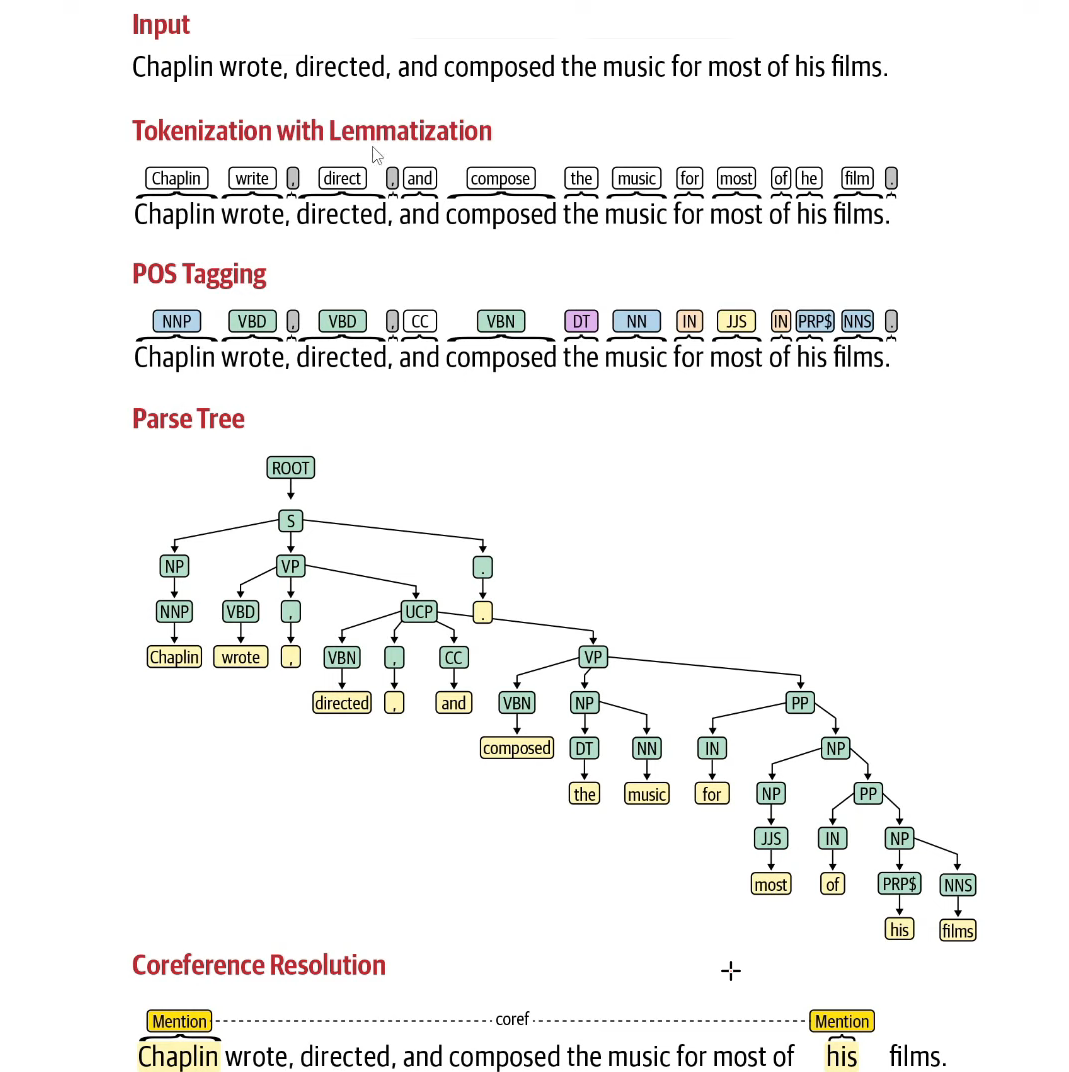 Input
Chaplin wrote, directed, and composed the music for most of his films.
Tokenization with Lemmatization
Chaplin write , direct , and compose the music for most of he film .
Chaplin wrote, directed, and composed the music for most of his films.
POS Tagging
NNP VBD , VBD , CC VBN DT NN IN JJS IN PRP$ NNS .
Chaplin wrote, directed, and composed the music for most of his films.
Parse Tree
ROOT
S
NP VP .
NNP VBD , UCP .
Chaplin wrote , VBN , CC VP
directed , and VBN NP PP
composed DT NN IN NP
the music for NP PP
JJS IN NP
most of PRP$ NNS
his films
Coreference Resolution
Mention coref Mention
Chaplin wrote, directed, and composed the music for most of his films.